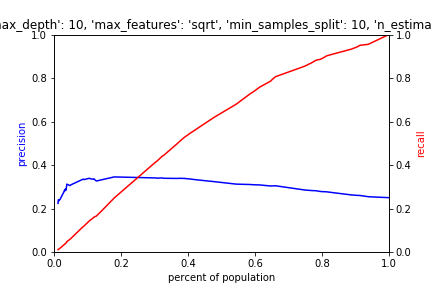 ax_depth': 10, 'max_features': 'sqrt', 'min_samples_split': 10, 'n_estima
1.0
0.8
0.6
0.4
0.2
0.0
precision
1.0
0.8
0.6
0.4
0.2
0.0
recall
0.0 0.2 0.4 0.6 0.8 1.0
percent of population